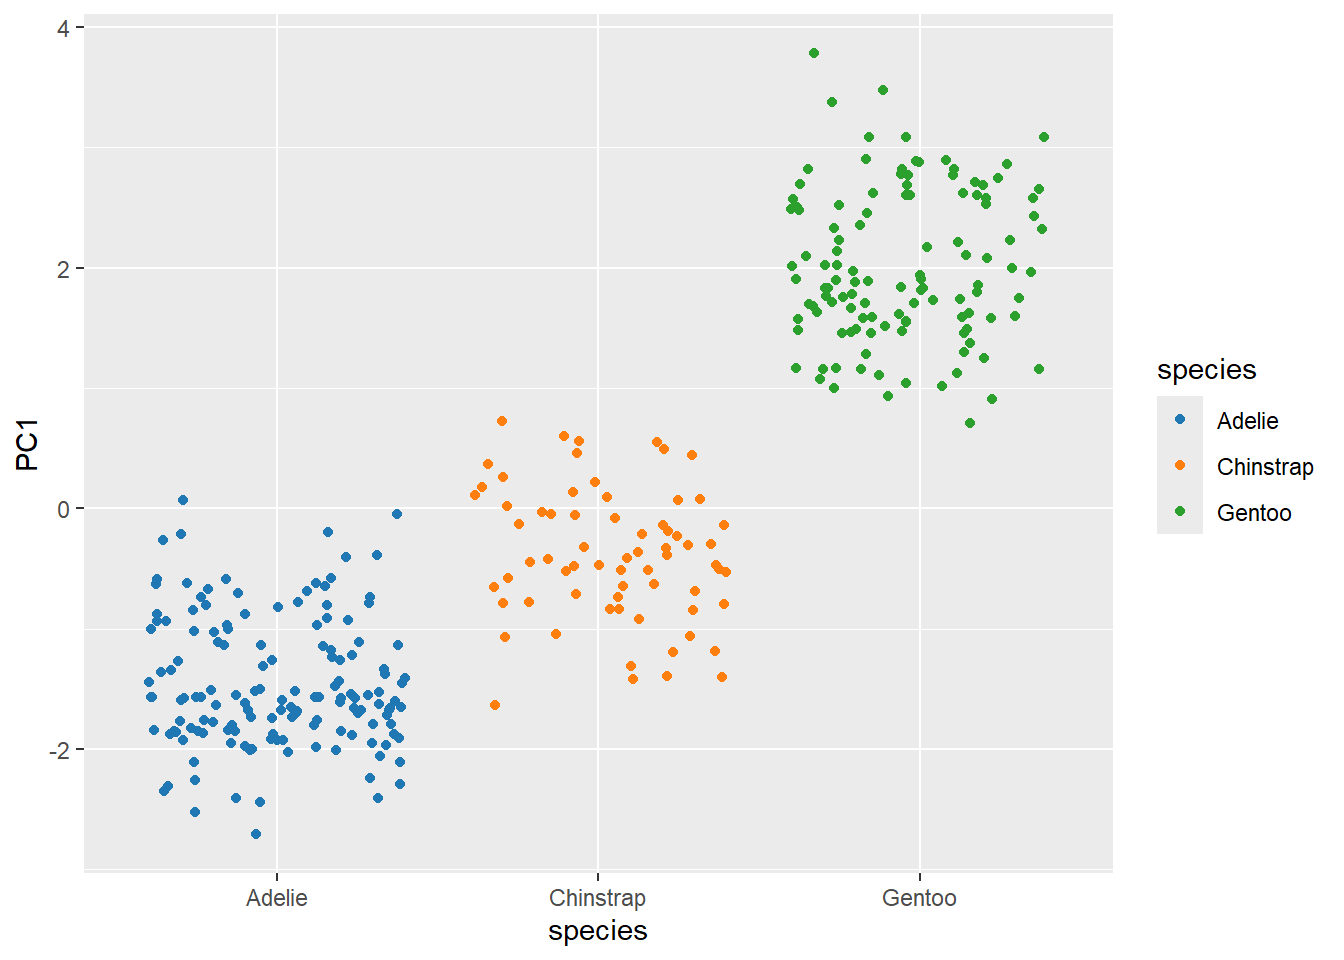 4
2
0
-2
PC1
Adelie
Chinstrap
Gentoo
species
species
Adelie
Chinstrap
Gentoo